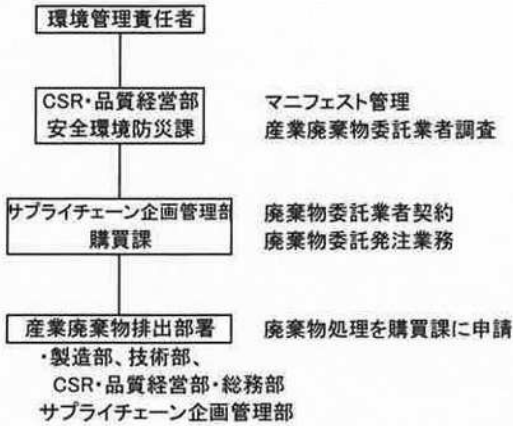 環境管理責任者
CSR・品質経営部
安全環境防災課
マニフェスト管理
産業廃棄物委託業者調査
サプライチェーン企画管理部
購買課
廃棄物委託業者契約
廃棄物委託発注業務
産業廃棄物排出部署
廃棄物処理を購買課に申請
・製造部、技術部、
CSR・品質経営部・総務部
サプライチェーン企画管理部